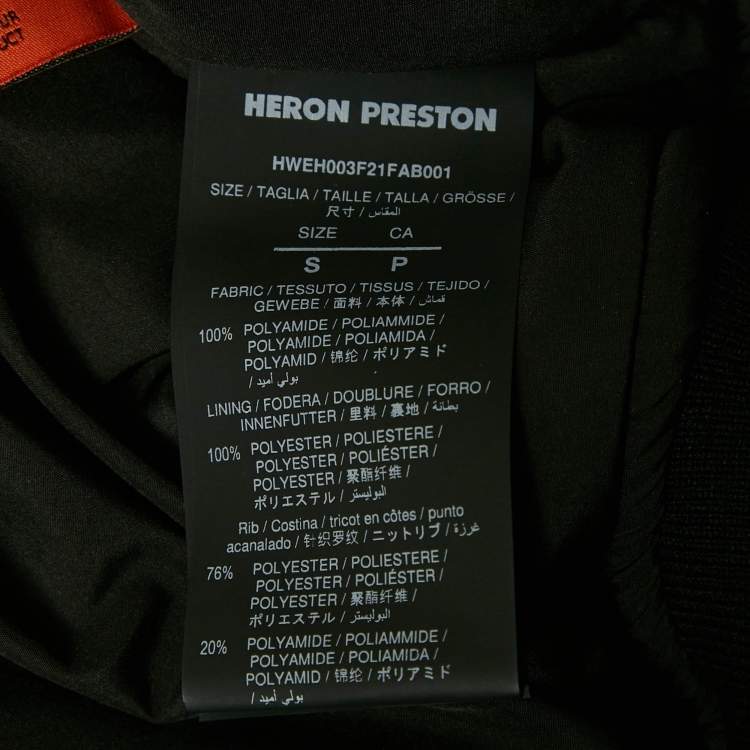 UR
UCT
HERON PRESTON
HWEH003F21FAB001
SIZE / TAGLIA / TAILLE / TALLA / GRÖSSE /
尺寸 / المقاس
SIZE CA
S P
FABRIC / TESSUTO / TISSUS / TEJIDO /
GEWEBE / 面料 / 本体 / قماش
100% POLYAMIDE / POLIAMMIDE /
POLYAMIDE / POLIAMIDA /
POLYAMID / 锦纶 / ポリアミド
/ بولي أميد
LINING / FODERA / DOUBLURE / FORRO /
INNENFUTTER / 里料 / 裏地 / بطانة
100% POLYESTER / POLIESTERE /
POLYESTER / POLIÉSTER /
POLYESTER / 聚酯纤维 /
ポリエステル / البوليستر
Rib / Costina / tricot en côtes / punto
acanalado / 针织罗纹 / ニットリブ / غرزة
76% POLYESTER / POLIESTERE /
POLYESTER / POLIÉSTER /
POLYESTER / 聚酯纤维 /
ポリエステル / البوليستر
20% POLYAMIDE / POLIAMMIDE /
POLYAMIDE / POLIAMIDA /
POLYAMID / 锦纶 / ポリアミド
/ بولي أميد